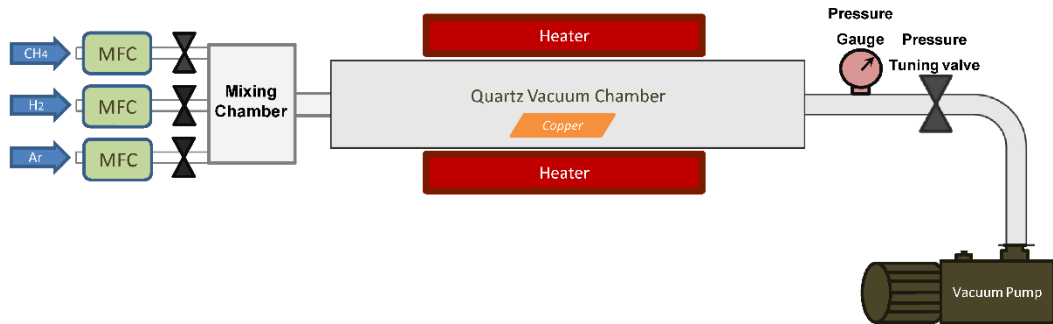 CH4
MFC
H2
MFC
Ar
MFC
Mixing
Chamber
Heater
Quartz Vacuum Chamber
Copper
Heater
Pressure
Gauge
Pressure
Tuning valve
Vacuum Pump